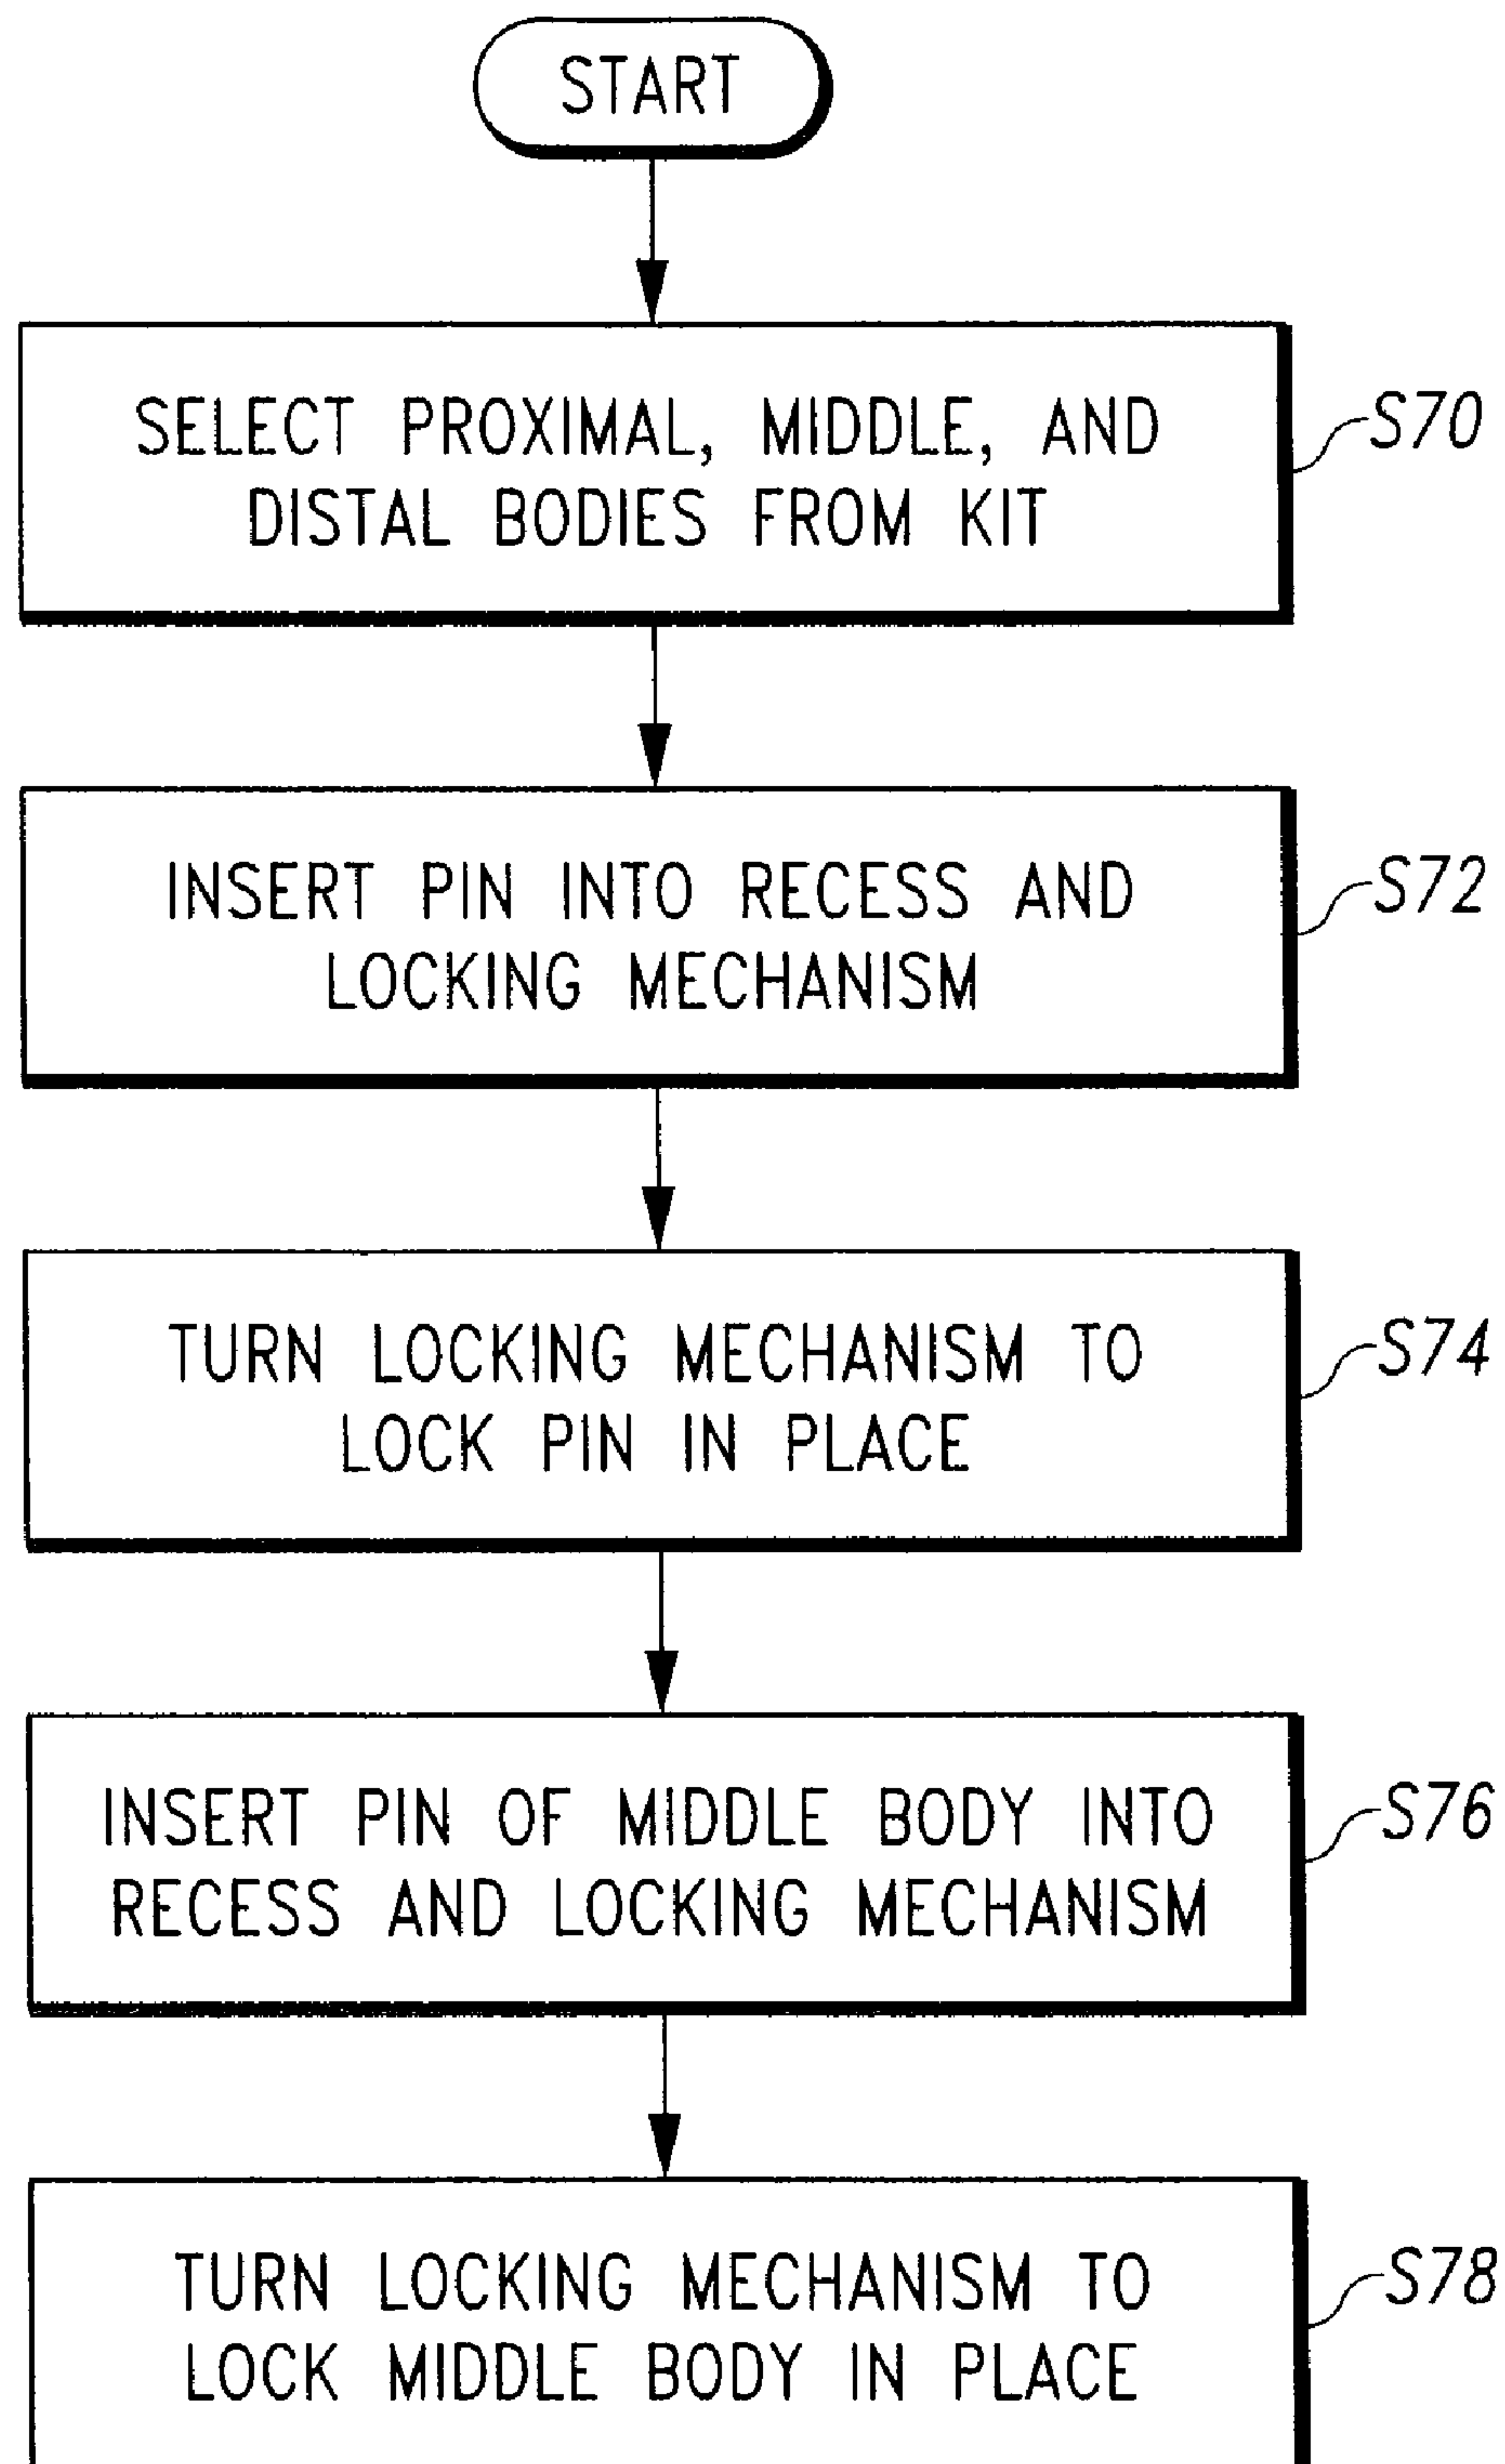 START
SELECT PROXIMAL, MIDDLE, AND
DISTAL BODIES FROM KIT
S70
INSERT PIN INTO RECESS AND
LOCKING MECHANISM
S72
TURN LOCKING MECHANISM TO
LOCK PIN IN PLACE
S74
INSERT PIN OF MIDDLE BODY INTO
RECESS AND LOCKING MECHANISM
S76
TURN LOCKING MECHANISM TO
LOCK MIDDLE BODY IN PLACE
S78